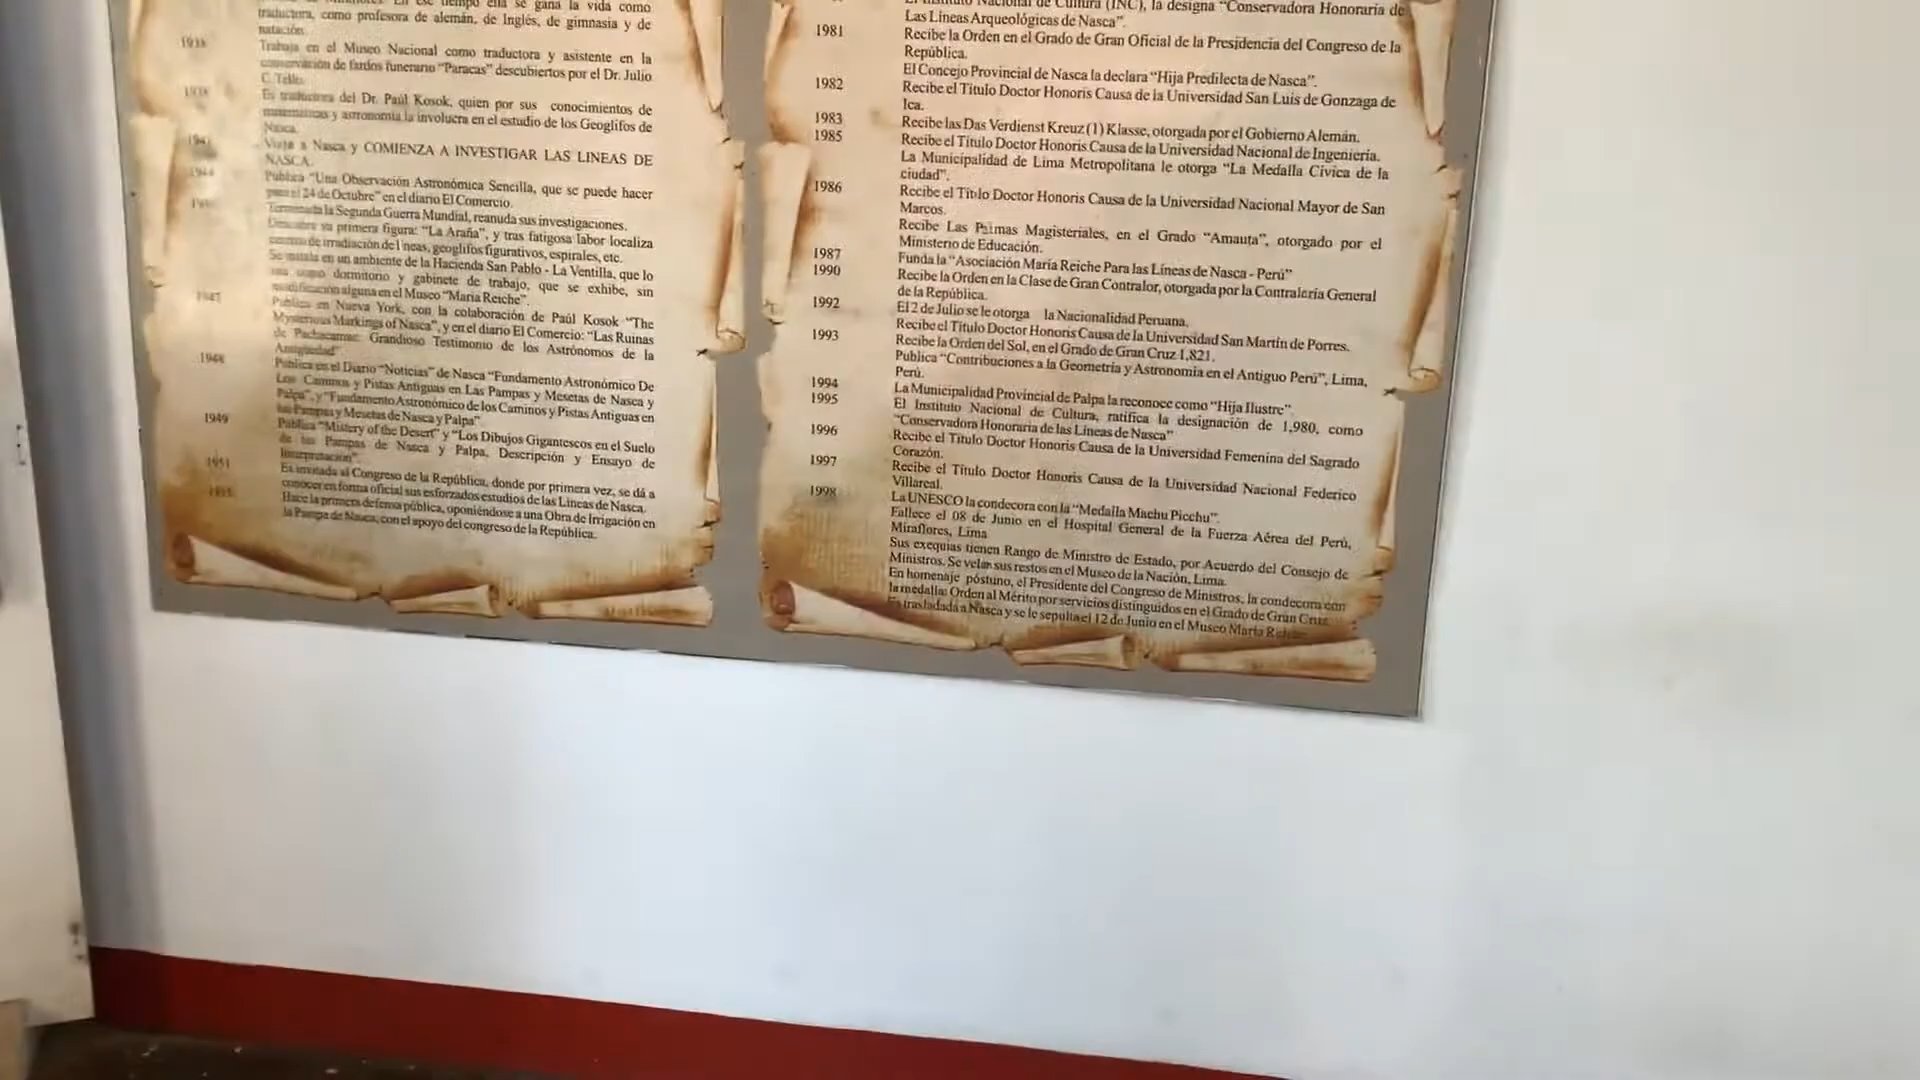 de Miraflores. En ese tiempo ella se gana la vida como
traductora, como profesora de alemán, de Inglés, de gimnasia y de
natación.
1938 Trabaja en el Museo Nacional como traductora y asistente en la
conservación de fardos funerario “Paracas” descubiertos por el Dr. Julio
C. Tello.
Es traductora del Dr. Paúl Kosok, quien por sus conocimientos de
matemáticas y astronomía la involucra en el estudio de los Geoglifos de
Nasca.
Viaja a Nasca y COMIENZA A INVESTIGAR LAS LINEAS DE
NASCA.
Publica “Una Observación Astronómica Sencilla, que se puede hacer
para el 24 de Octubre” en el diario El Comercio.
Terminada la Segunda Guerra Mundial, reanuda sus investigaciones.
Descubre su primera figura: “La Araña”, y tras fatigosa labor localiza
centros de irradiación de líneas, geoglifos figurativos, espirales, etc.
Se instala en un ambiente de la Hacienda San Pablo - La Ventilla, que lo
usa como dormitorio y gabinete de trabajo, que se exhibe, sin
modificación alguna en el Museo “María Reiche”.
1947 Publica en Nueva York, con la colaboración de Paúl Kosok “The
Mysterious Markings of Nasca”, y en el diario El Comercio: “Las Ruinas
de Pachacamac: Grandioso Testimonio de los Astrónomos de la
Antigüedad”
1948 Publica en el Diario “Noticias” de Nasca “Fundamento Astronómico De
Los Caminos y Pistas Antiguas en Las Pampas y Mesetas de Nasca y
Palpa”, y “Fundamento Astronómico de los Caminos y Pistas Antiguas en
las Pampas y Mesetas de Nasca y Palpa”
1949 Publica “Mistery of the Desert” y “Los Dibujos Gigantescos en el Suelo
de las Pampas de Nasca y Palpa, Descripción y Ensayo de
Interpretación”.
1951 Es invitada al Congreso de la República, donde por primera vez, se dá a
conocer en forma oficial sus esforzados estudios de las Líneas de Nasca.
1955 Hace la primera defensa pública, oponiéndose a una Obra de Irrigación en
la Pampa de Nasca, con el apoyo del congreso de la República.
El Instituto Nacional de Cultura (INC), la designa “Conservadora Honoraria de
Las Líneas Arqueológicas de Nasca”.
1981 Recibe la Orden en el Grado de Gran Oficial de la Presidencia del Congreso de la
República.
El Concejo Provincial de Nasca la declara “Hija Predilecta de Nasca”.
1982 Recibe el Titulo Doctor Honoris Causa de la Universidad San Luis de Gonzaga de
Ica.
1983 Recibe las Das Verdienst Kreuz (1) Klasse, otorgada por el Gobierno Alemán.
1985 Recibe el Título Doctor Honoris Causa de la Universidad Nacional de Ingeniería.
La Municipalidad de Lima Metropolitana le otorga “La Medalla Cívica de la
ciudad”.
1986 Recibe el Título Doctor Honoris Causa de la Universidad Nacional Mayor de San
Marcos.
Recibe Las Palmas Magisteriales, en el Grado “Amauta”, otorgado por el
Ministerio de Educación.
1987 Funda la “Asociación María Reiche Para las Líneas de Nasca - Perú”
1990 Recibe la Orden en la Clase de Gran Contralor, otorgada por la Contraloría General
de la República.
1992 El 2 de Julio se le otorga la Nacionalidad Peruana.
1993 Recibe el Título Doctor Honoris Causa de la Universidad San Martín de Porres.
Recibe la Orden del Sol, en el Grado de Gran Cruz 1,821.
Publica “Contribuciones a la Geometría y Astronomía en el Antiguo Perú”, Lima,
Perú.
1994 La Municipalidad Provincial de Palpa la reconoce como “Hija Ilustre”
1995 El Instituto Nacional de Cultura, ratifica la designación de 1,980, como
“Conservadora Honoraria de las Líneas de Nasca”
1996 Recibe el Titulo Doctor Honoris Causa de la Universidad Femenina del Sagrado
Corazón.
1997 Recibe el Título Doctor Honoris Causa de la Universidad Nacional Federico
Villareal.
1998 La UNESCO la condecora con la “Medalla Machu Picchu”.
Fallece el 08 de Junio en el Hospital General de la Fuerza Aérea del Perú,
Miraflores, Lima
Sus exequias tienen Rango de Ministro de Estado, por Acuerdo del Consejo de
Ministros. Se velan sus restos en el Museo de la Nación, Lima.
En homenaje póstuno, el Presidente del Congreso de Ministros, la condecora con
la medalla: Orden al Mérito por servicios distinguidos en el Grado de Gran Cruz
Es trasladada a Nasca y se le sepulta el 12 de Junio en el Museo María Reiche